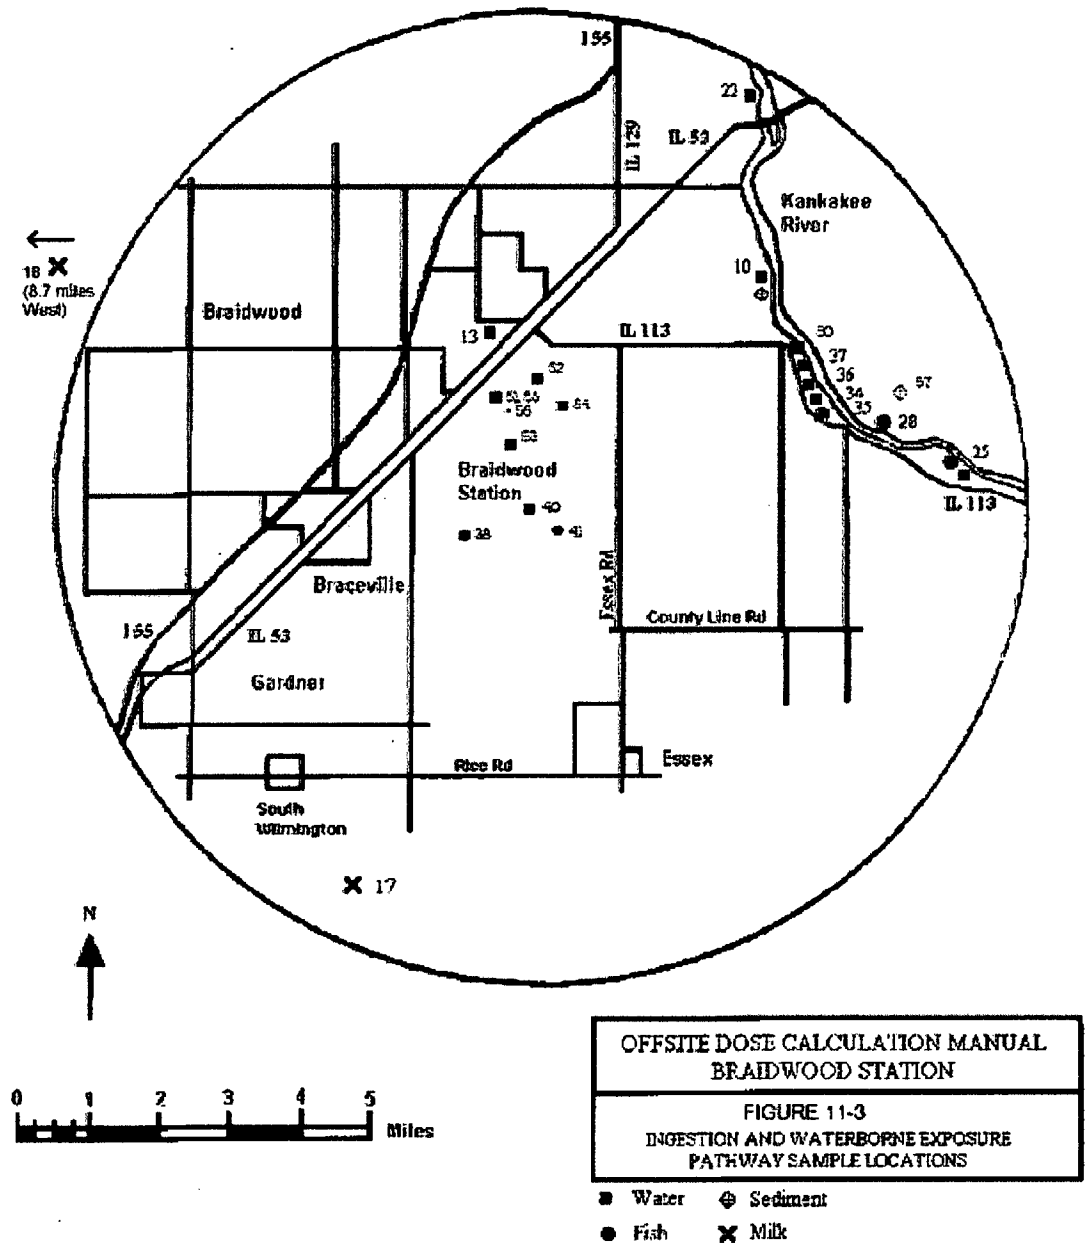 I 55
22
IL 129
IL 53
Kankakee
River
18
(8.7 miles
West)
10
Braidwood
13
IL 113
30
37
36
34
35
57
28
25
IL 113
52
54
53
Braidwood
Station
40
41
38
Essex Rd
Braceville
County Line Rd
I 55
IL 53
Gardner
Essex
Rice Rd
South
Wilmington
17
N
0 1 2 3 4 5
Miles
OFFSITE DOSE CALCULATION MANUAL
BRAIDWOOD STATION
FIGURE 11-3
INGESTION AND WATERBORNE EXPOSURE
PATHWAY SAMPLE LOCATIONS
Water
Sediment
Fish
Milk